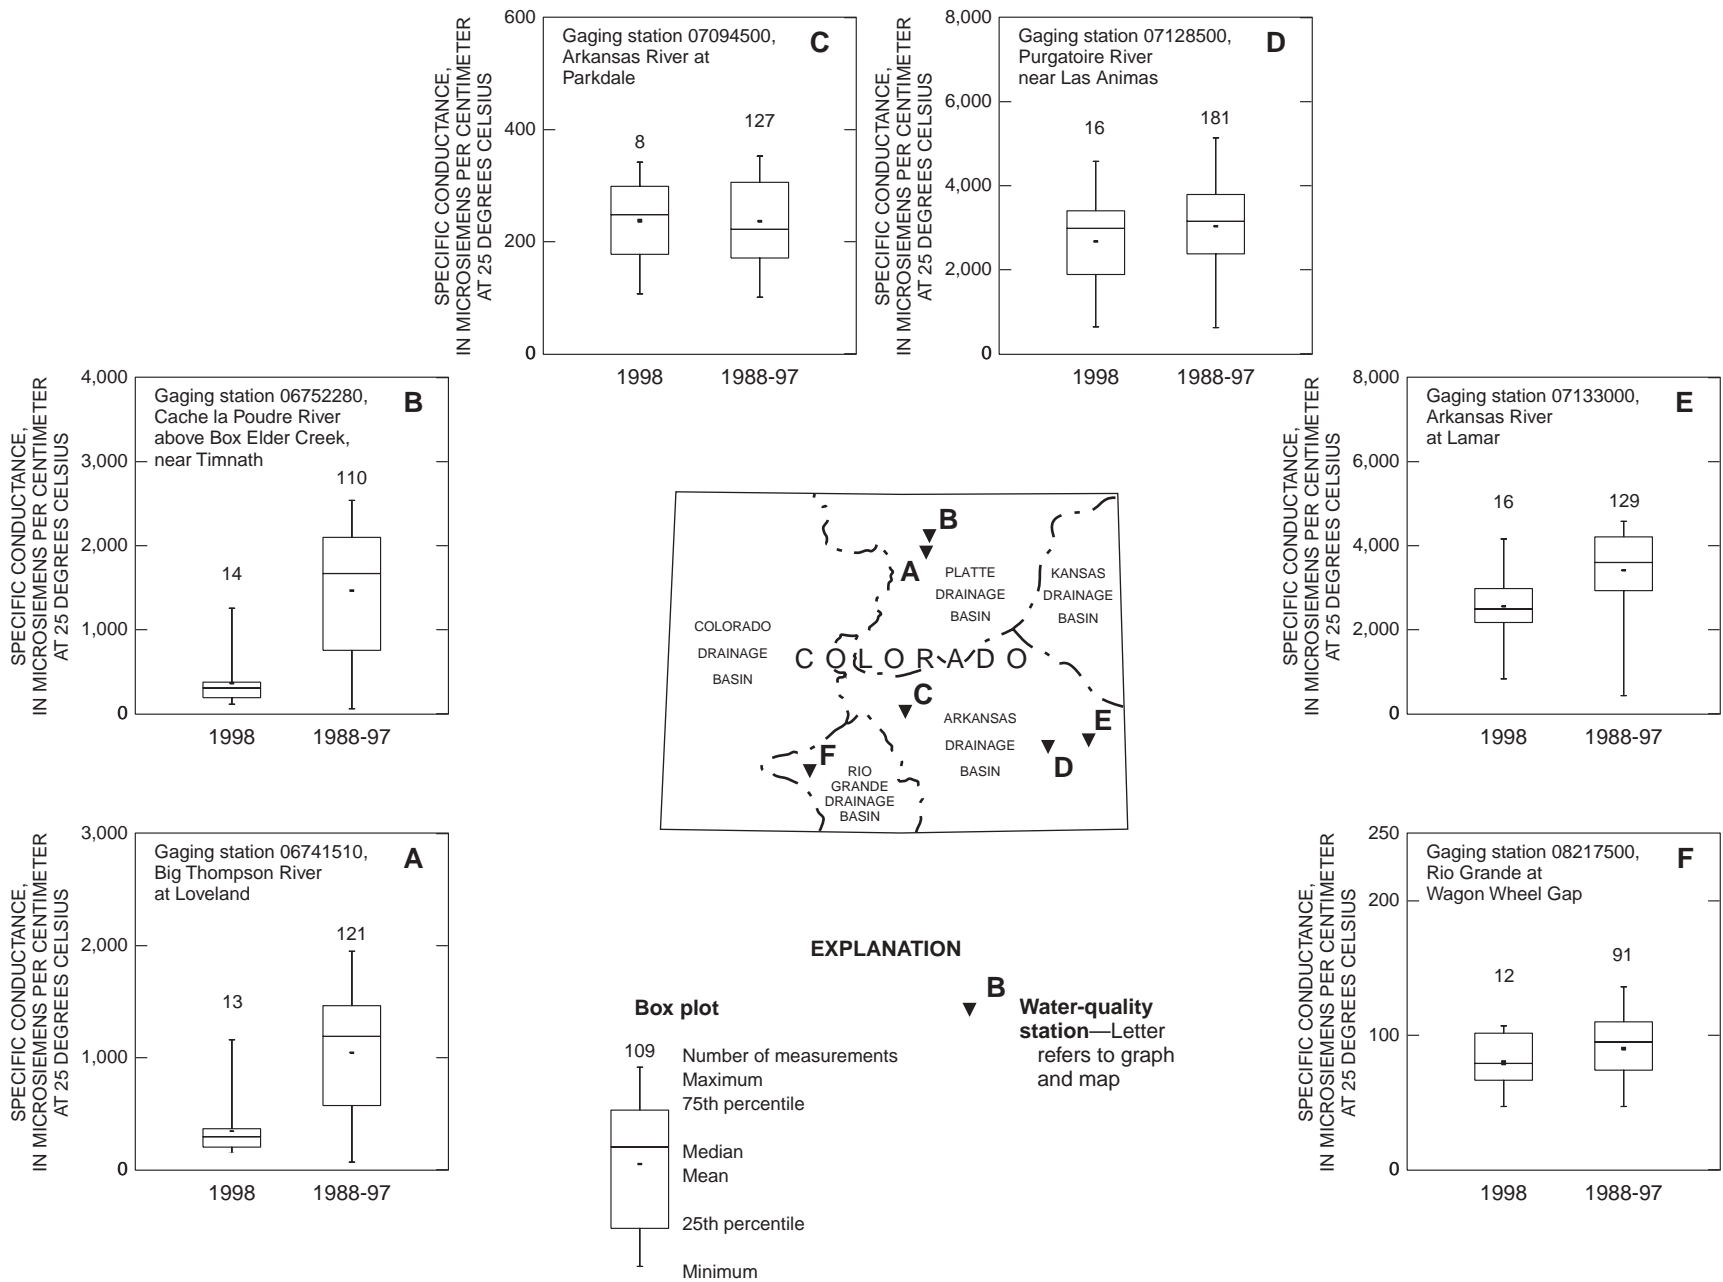 600
400
200
0
SPECIFIC CONDUCTANCE,
IN MICROSIEMENS PER CENTIMETER
AT 25 DEGREES CELSIUS
Gaging station 07094500,
Arkansas River at
Parkdale
C
8
127
1998
1988-97
8,000
6,000
4,000
2,000
0
SPECIFIC CONDUCTANCE,
IN MICROSIEMENS PER CENTIMETER
AT 25 DEGREES CELSIUS
Gaging station 07128500,
Purgatoire River
near Las Animas
D
16
181
1998
1988-97
4,000
3,000
2,000
1,000
0
SPECIFIC CONDUCTANCE,
IN MICROSIEMENS PER CENTIMETER
AT 25 DEGREES CELSIUS
Gaging station 06752280,
Cache la Poudre River
above Box Elder Creek,
near Timnath
B
14
110
1998
1988-97
8,000
6,000
4,000
2,000
0
SPECIFIC CONDUCTANCE,
IN MICROSIEMENS PER CENTIMETER
AT 25 DEGREES CELSIUS
Gaging station 07133000,
Arkansas River
at Lamar
E
16
129
1998
1988-97
B
A
PLATTE
DRAINAGE
BASIN
KANSAS
DRAINAGE
BASIN
COLORADO
DRAINAGE
BASIN
COLORADO
C
ARKANSAS
DRAINAGE
BASIN
E
D
F
RIO
GRANDE
DRAINAGE
BASIN
3,000
2,000
1,000
0
SPECIFIC CONDUCTANCE,
IN MICROSIEMENS PER CENTIMETER
AT 25 DEGREES CELSIUS
Gaging station 06741510,
Big Thompson River
at Loveland
A
13
121
1998
1988-97
250
200
100
0
SPECIFIC CONDUCTANCE,
IN MICROSIEMENS PER CENTIMETER
AT 25 DEGREES CELSIUS
Gaging station 08217500,
Rio Grande at
Wagon Wheel Gap
F
12
91
1998
1988-97
EXPLANATION
Box plot
109
Number of measurements
Maximum
75th percentile
Median
Mean
25th percentile
Minimum
B
Water-quality
station—Letter
refers to graph
and map